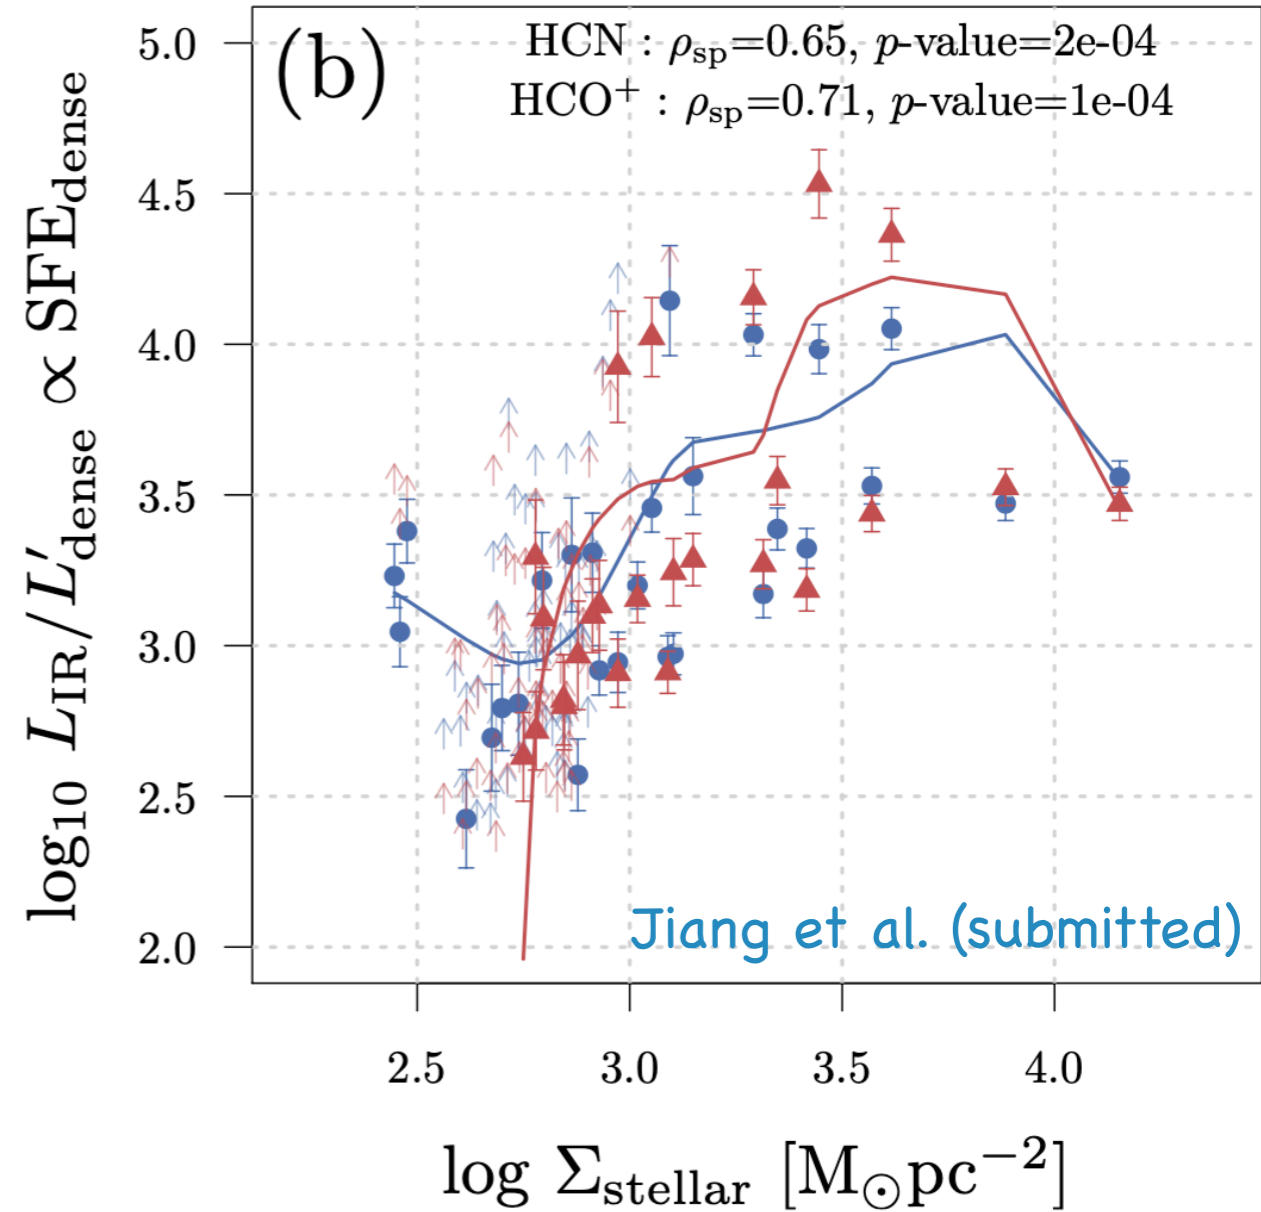 (b)
HCN : ρsp=0.65, p-value=2e-04
HCO⁺ : ρsp=0.71, p-value=1e-04
log10 LIR/L′dense ∝ SFEdense
5.0
4.5
4.0
3.5
3.0
2.5
2.0
Jiang et al. (submitted)
2.5 3.0 3.5 4.0
log Σstellar [M⊙pc⁻²]